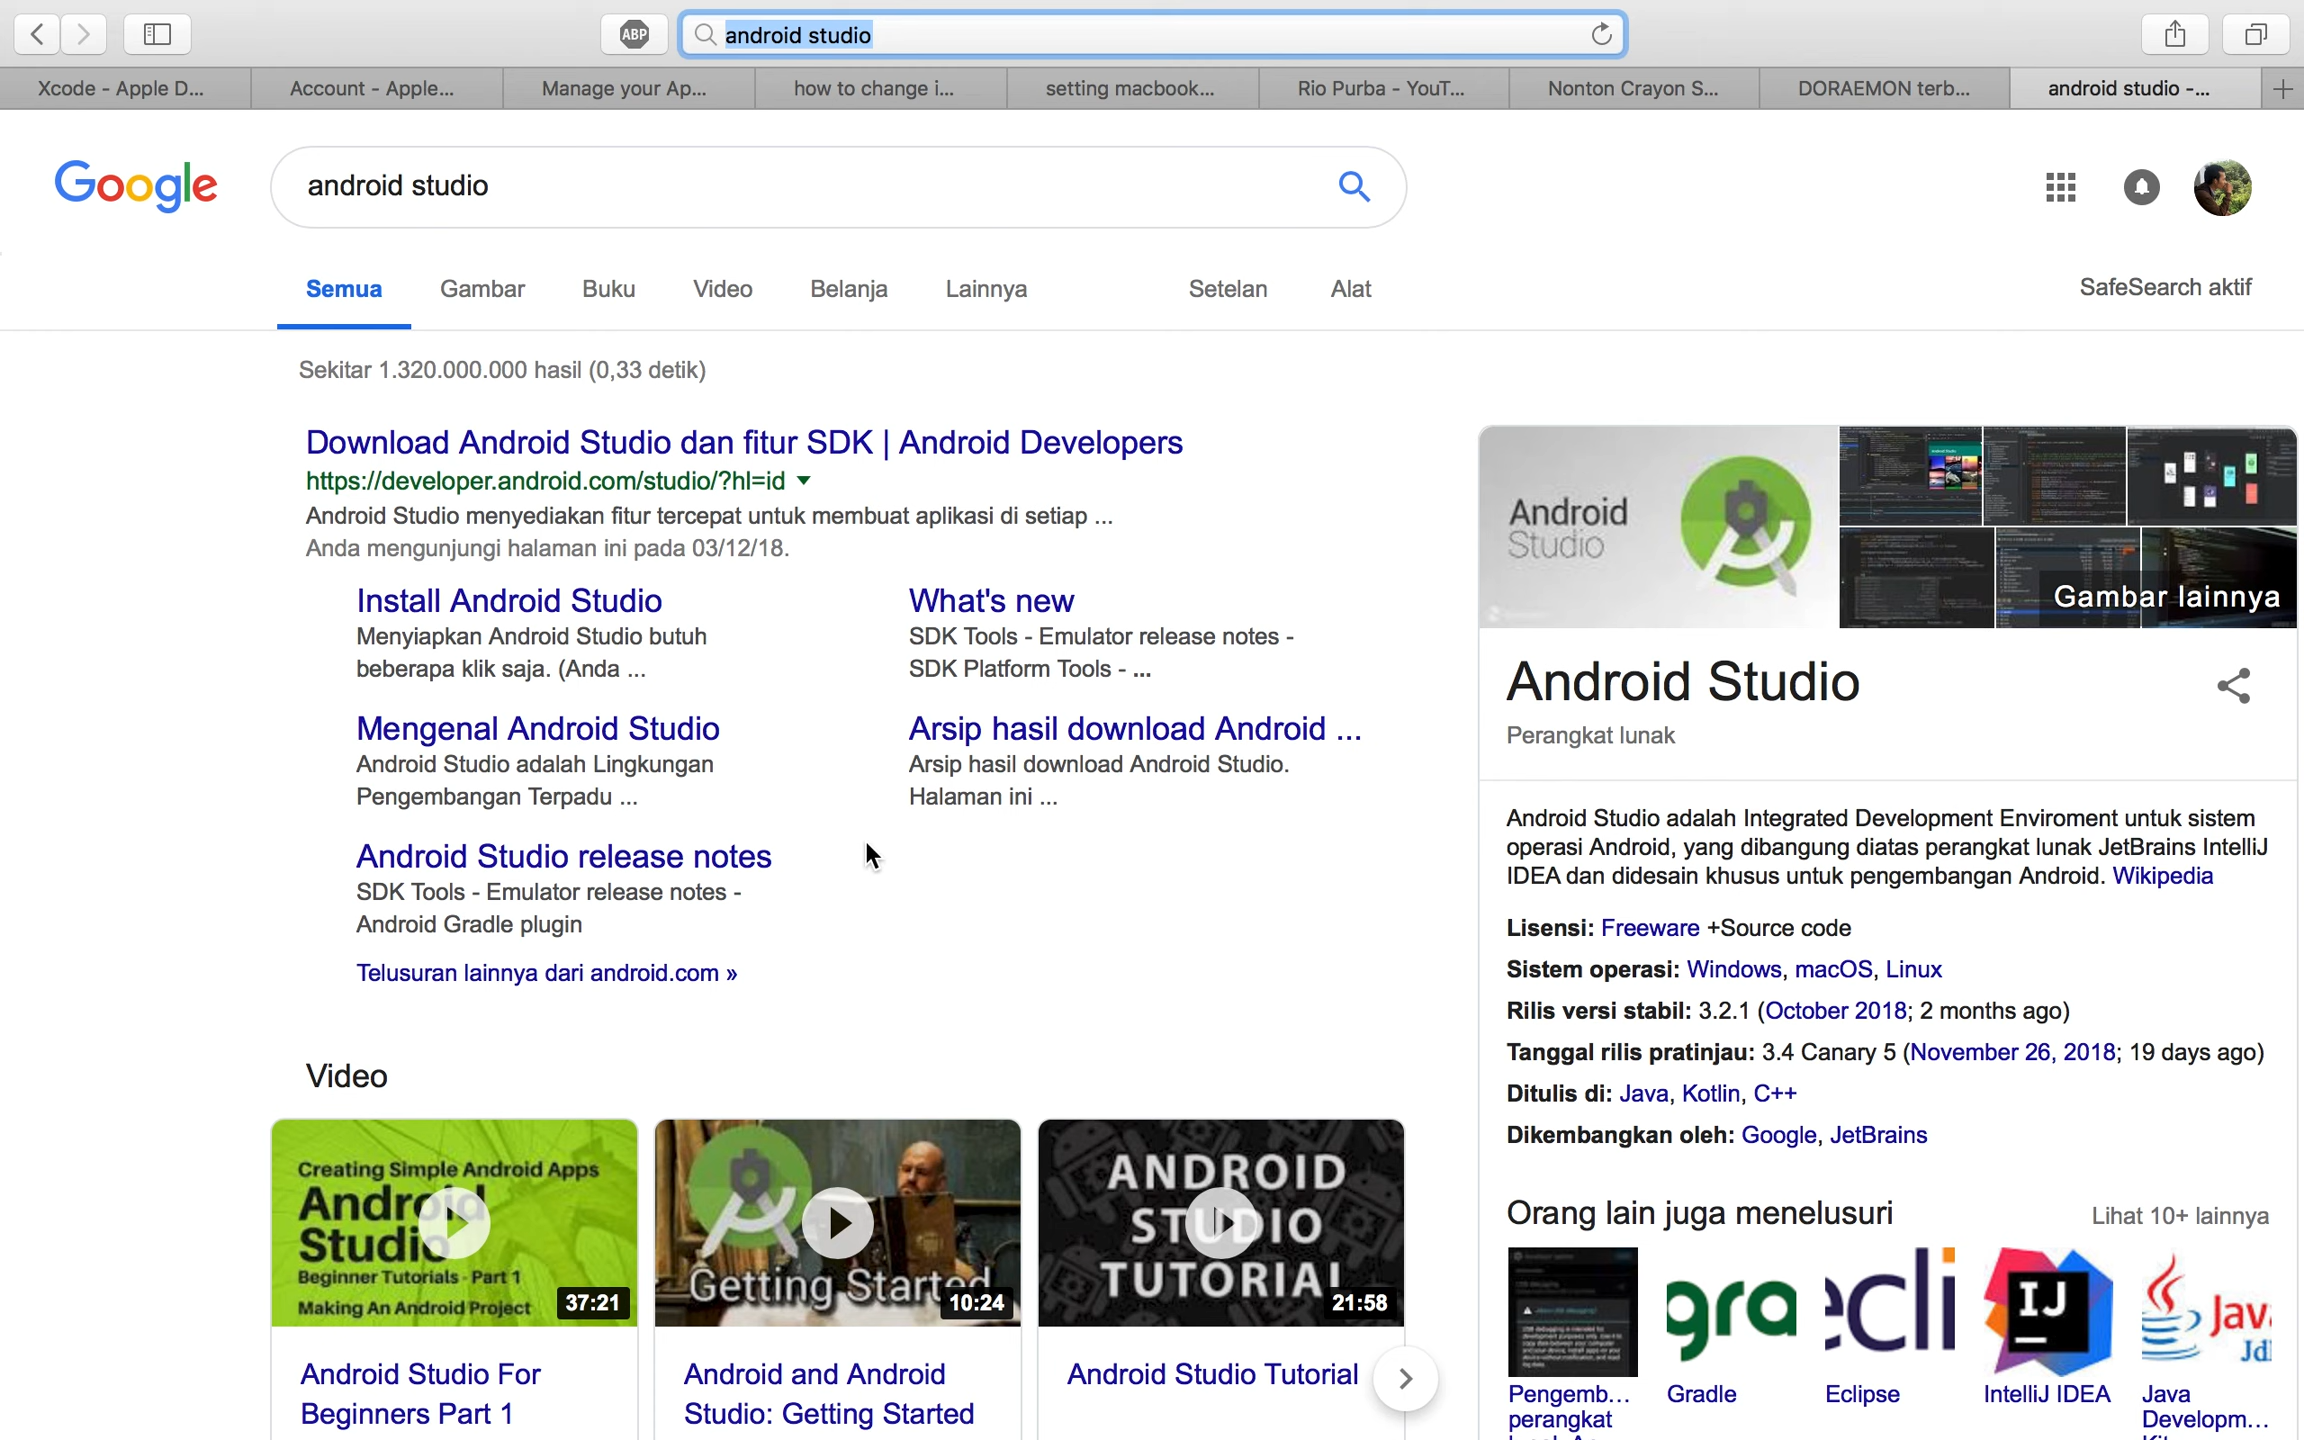 ABP
android studio
Xcode - Apple D...
Account - Apple...
Manage your Ap...
how to change i...
setting macbook...
Rio Purba - YouT...
Nonton Crayon S...
DORAEMON terb...
android studio -...
Google
android studio
Semua
Gambar
Buku
Video
Belanja
Lainnya
Setelan
Alat
SafeSearch aktif
Sekitar 1.320.000.000 hasil (0,33 detik)
Download Android Studio dan fitur SDK | Android Developers
https://developer.android.com/studio/?hl=id
Android Studio menyediakan fitur tercepat untuk membuat aplikasi di setiap ...
Anda mengunjungi halaman ini pada 03/12/18.
Install Android Studio
Menyiapkan Android Studio butuh
beberapa klik saja. (Anda ...
What's new
SDK Tools - Emulator release notes -
SDK Platform Tools - ...
Mengenal Android Studio
Android Studio adalah Lingkungan
Pengembangan Terpadu ...
Arsip hasil download Android ...
Arsip hasil download Android Studio.
Halaman ini ...
Android Studio release notes
SDK Tools - Emulator release notes -
Android Gradle plugin
Telusuran lainnya dari android.com »
Video
Creating Simple Android Apps
Android
Studio
Beginner Tutorials - Part 1
Making An Android Project
37:21
Android Studio For
Beginners Part 1
Getting Started
10:24
Android and Android
Studio: Getting Started
ANDROID
STUDIO
TUTORIAL
21:58
Android Studio Tutorial
Android
Studio
Gambar lainnya
Android Studio
Perangkat lunak
Android Studio adalah Integrated Development Enviroment untuk sistem
operasi Android, yang dibangung diatas perangkat lunak JetBrains IntelliJ
IDEA dan didesain khusus untuk pengembangan Android. Wikipedia
Lisensi: Freeware +Source code
Sistem operasi: Windows, macOS, Linux
Rilis versi stabil: 3.2.1 (October 2018; 2 months ago)
Tanggal rilis pratinjau: 3.4 Canary 5 (November 26, 2018; 19 days ago)
Ditulis di: Java, Kotlin, C++
Dikembangkan oleh: Google, JetBrains
Orang lain juga menelusuri
Lihat 10+ lainnya
gra
ecli
IJ
Java
Jd
Pengemb...
perangkat
Gradle
Eclipse
IntelliJ IDEA
Java
Developm...